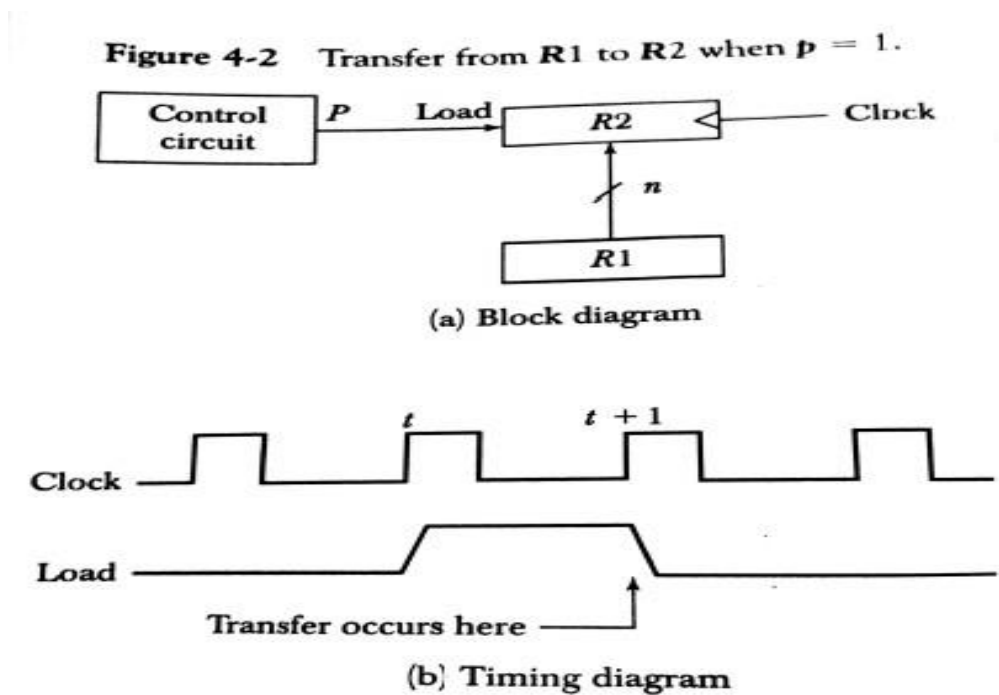 Figure 4-2 Transfer from R1 to R2 when p = 1.
Control
circuit
P
Load
R2
Clock
n
R1
(a) Block diagram
t
t + 1
Clock
Load
Transfer occurs here
(b) Timing diagram